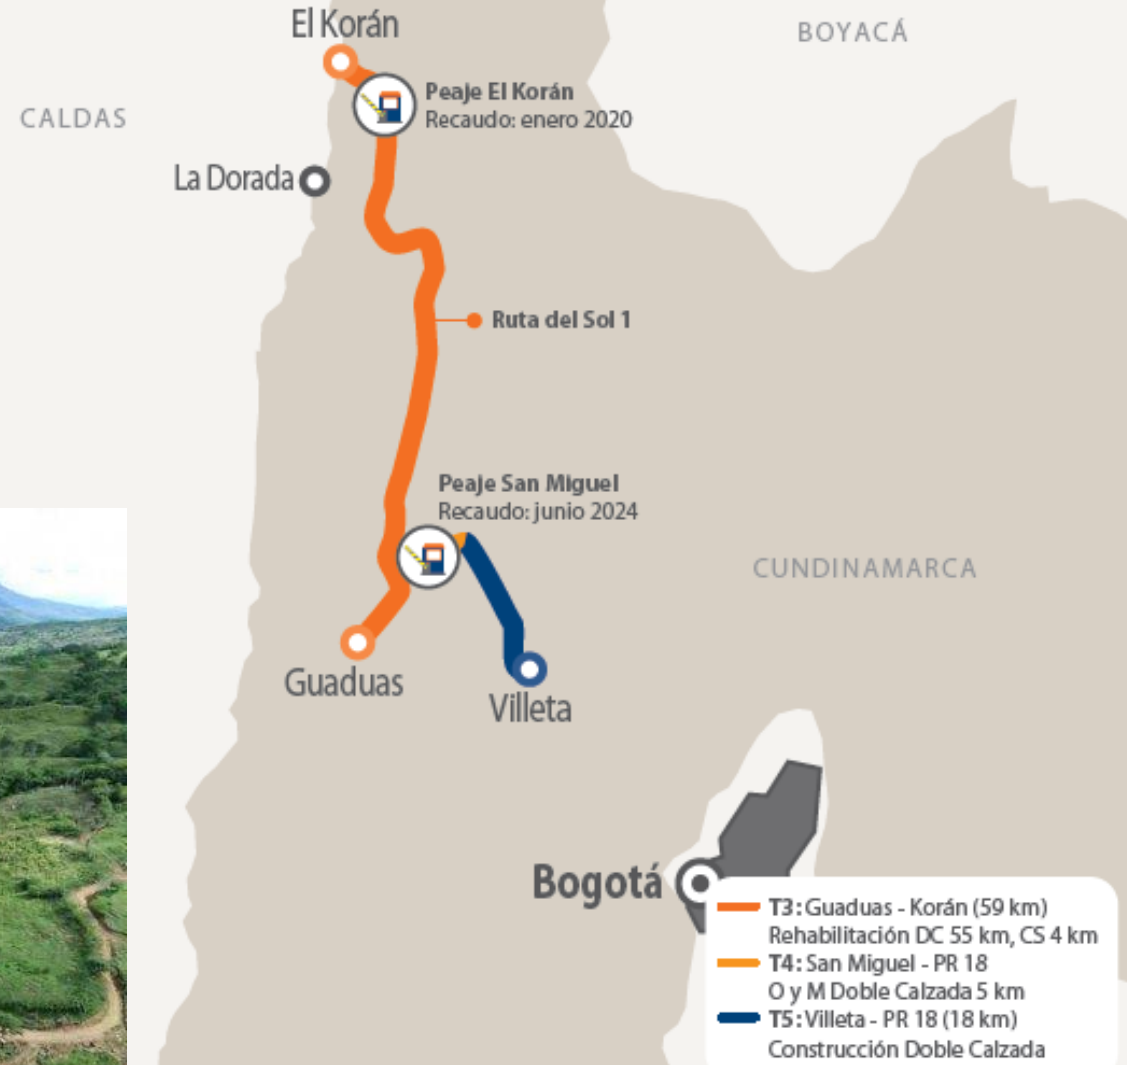 El Korán
BOYACÁ
Peaje El Korán
Recaudo: enero 2020
CALDAS
La Dorada
Ruta del Sol 1
Peaje San Miguel
Recaudo: junio 2024
CUNDINAMARCA
Guaduas
Villeta
Bogotá
T3: Guaduas - Korán (59 km)
Rehabilitación DC 55 km, CS 4 km
T4: San Miguel - PR 18
O y M Doble Calzada 5 km
T5: Villeta - PR 18 (18 km)
Construcción Doble Calzada